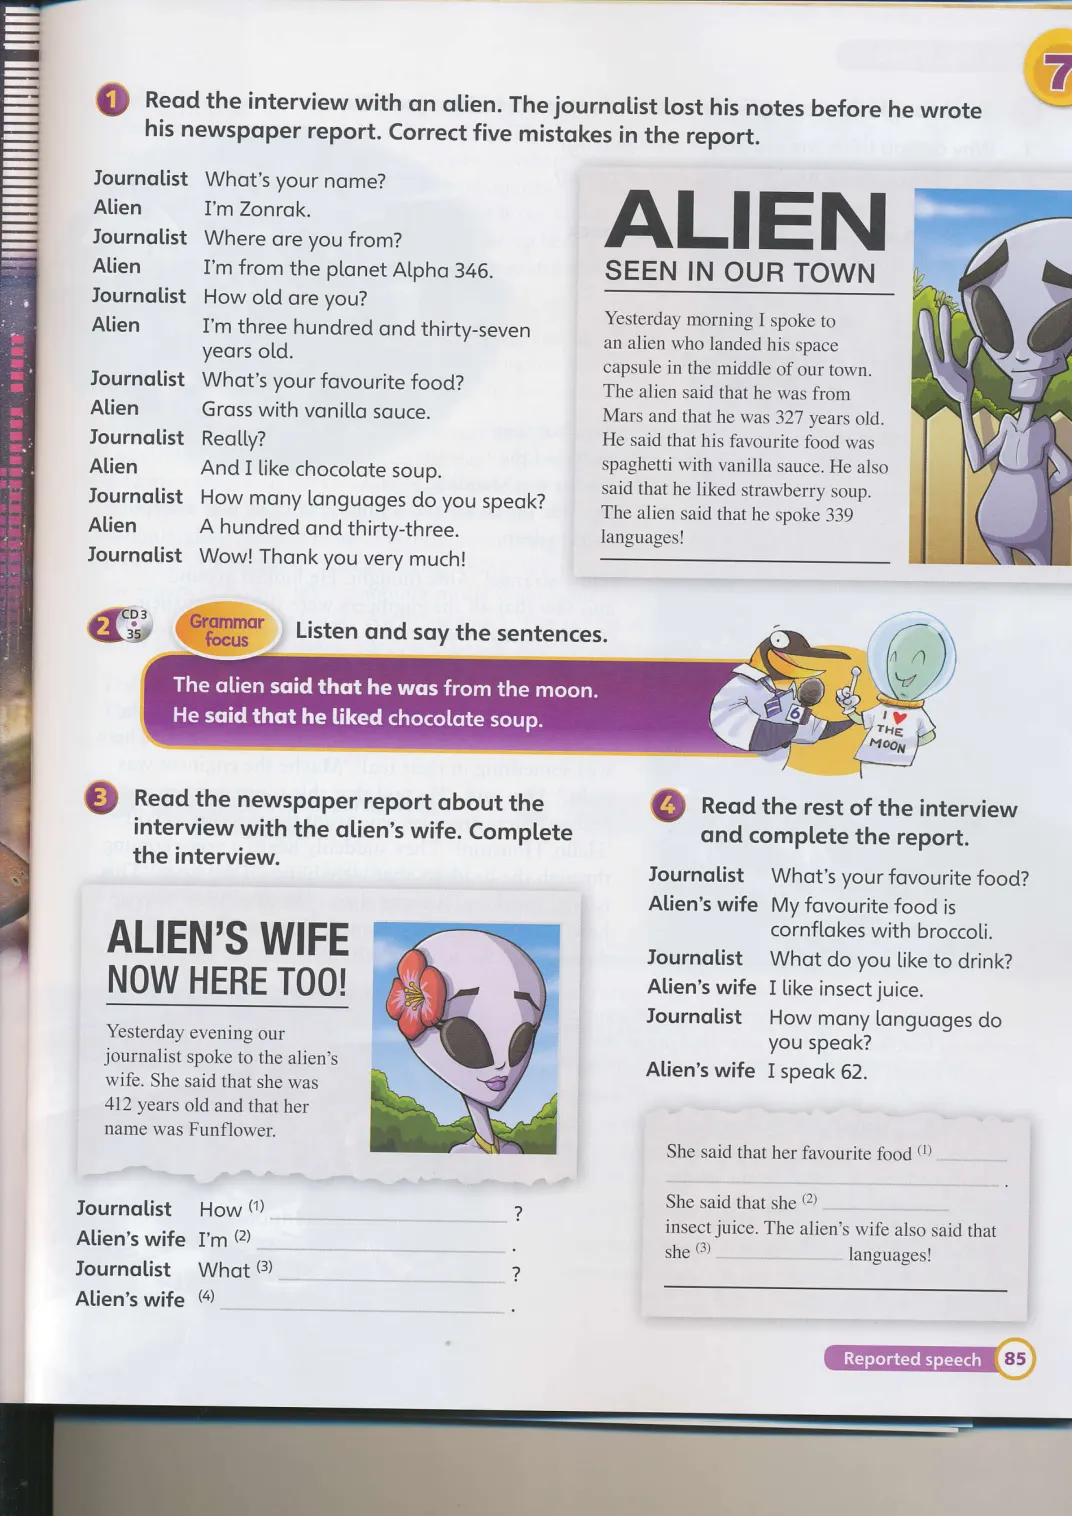 7
1 Read the interview with an alien. The journalist lost his notes before he wrote
his newspaper report. Correct five mistakes in the report.
Journalist What's your name?
Alien I'm Zonrak.
Journalist Where are you from?
Alien I'm from the planet Alpha 346.
Journalist How old are you?
Alien I'm three hundred and thirty-seven
years old.
Journalist What's your favourite food?
Alien Grass with vanilla sauce.
Journalist Really?
Alien And I like chocolate soup.
Journalist How many languages do you speak?
Alien A hundred and thirty-three.
Journalist Wow! Thank you very much!
ALIEN
SEEN IN OUR TOWN
Yesterday morning I spoke to
an alien who landed his space
capsule in the middle of our town.
The alien said that he was from
Mars and that he was 327 years old.
He said that his favourite food was
spaghetti with vanilla sauce. He also
said that he liked strawberry soup.
The alien said that he spoke 339
languages!
2 CD 3 35 Grammar focus Listen and say the sentences.
The alien said that he was from the moon.
He said that he liked chocolate soup.
6
I ♥
THE
MOON
3 Read the newspaper report about the
interview with the alien's wife. Complete
the interview.
ALIEN'S WIFE
NOW HERE TOO!
Yesterday evening our
journalist spoke to the alien's
wife. She said that she was
412 years old and that her
name was Funflower.
Journalist How (1) ?
Alien's wife I'm (2) .
Journalist What (3) ?
Alien's wife (4) .
4 Read the rest of the interview
and complete the report.
Journalist What's your favourite food?
Alien's wife My favourite food is
cornflakes with broccoli.
Journalist What do you like to drink?
Alien's wife I like insect juice.
Journalist How many languages do
you speak?
Alien's wife I speak 62.
She said that her favourite food (1)
.
She said that she (2)
insect juice. The alien's wife also said that
she (3) languages!
Reported speech 85